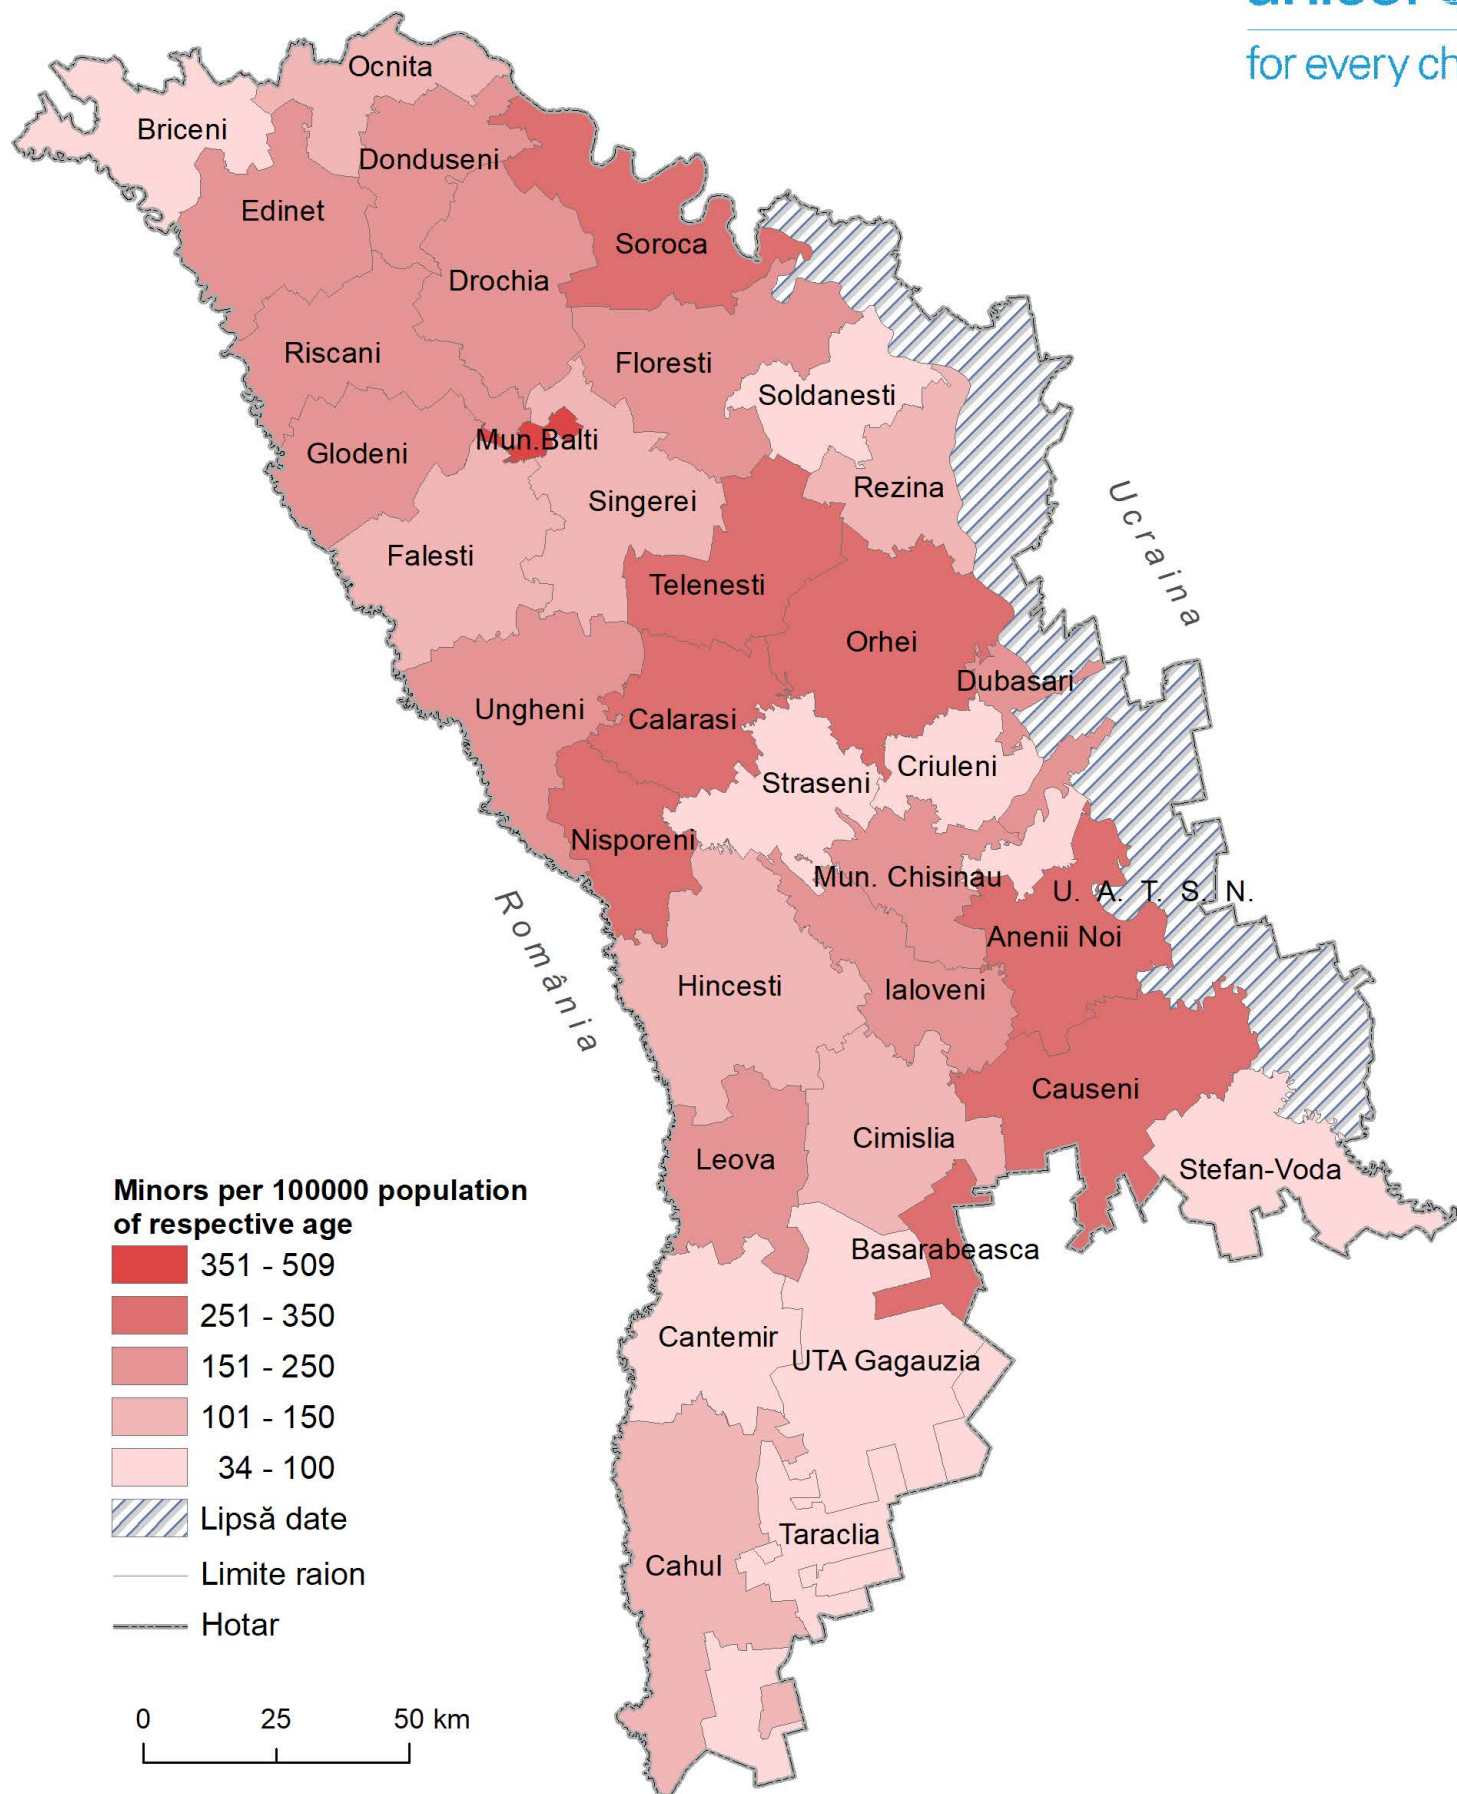 for every ch
Ocnita
Briceni
Donduseni
Edinet
Soroca
Drochia
Riscani
Floresti
Soldanesti
Mun.Balti
Glodeni
Rezina
Singerei
Ucraina
Falesti
Telenesti
Orhei
Dubasari
Ungheni
Calarasi
Criuleni
Straseni
Nisporeni
Mun. Chisinau
U. A. T. S. N.
România
Anenii Noi
Hincesti
Ialoveni
Causeni
Cimislia
Leova
Stefan-Voda
Basarabeasca
Cantemir
UTA Gagauzia
Taraclia
Cahul
Minors per 100000 population
of respective age
351 - 509
251 - 350
151 - 250
101 - 150
34 - 100
Lipsă date
Limite raion
Hotar
0 25 50 km